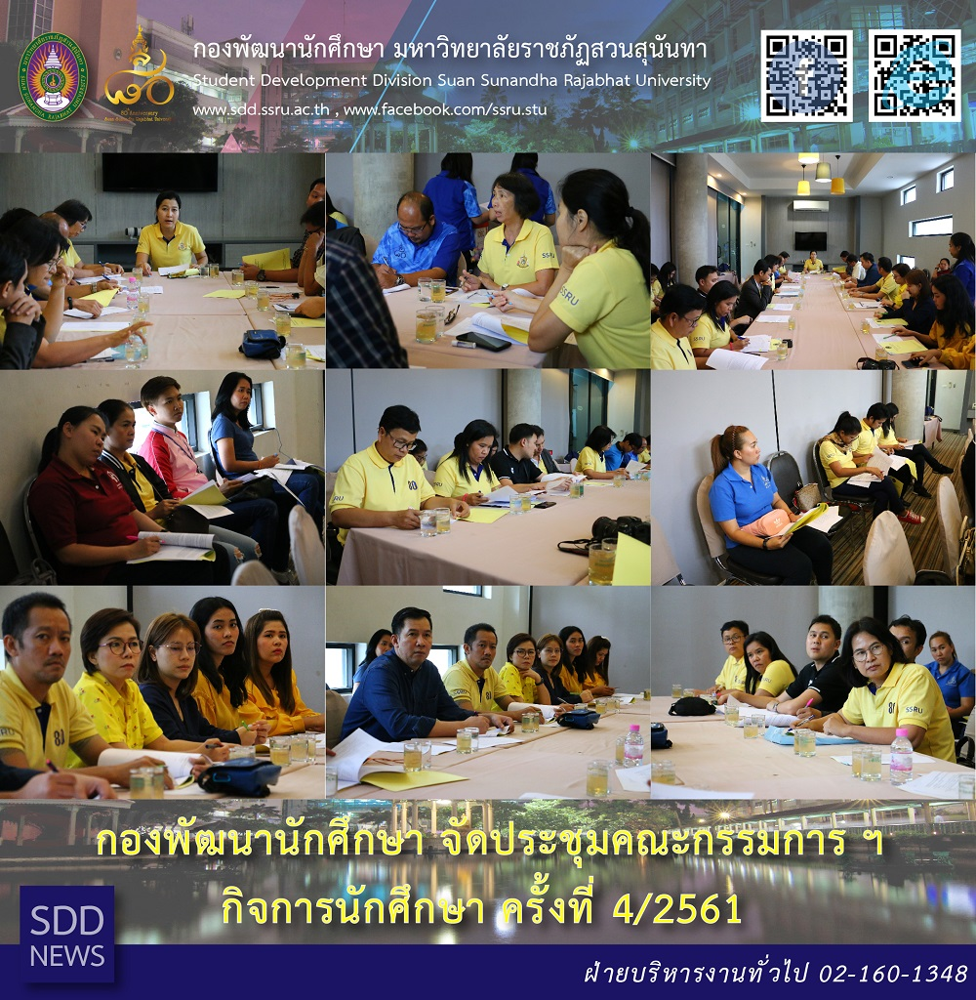 กองพัฒนานักศึกษา มหาวิทยาลัยราชภัฏสวนสุนันทา
Student Development Division Suan Sunandha Rajabhat University
www.sdd.ssru.ac.th , www.facebook.com/ssru.stu
SSRU
SSRU
80
กองพัฒนานักศึกษา จัดประชุมคณะกรรมการ ฯ
กิจการนักศึกษา ครั้งที่ 4/2561
SDD
NEWS
ฝ่ายบริหารงานทั่วไป 02-160-1348